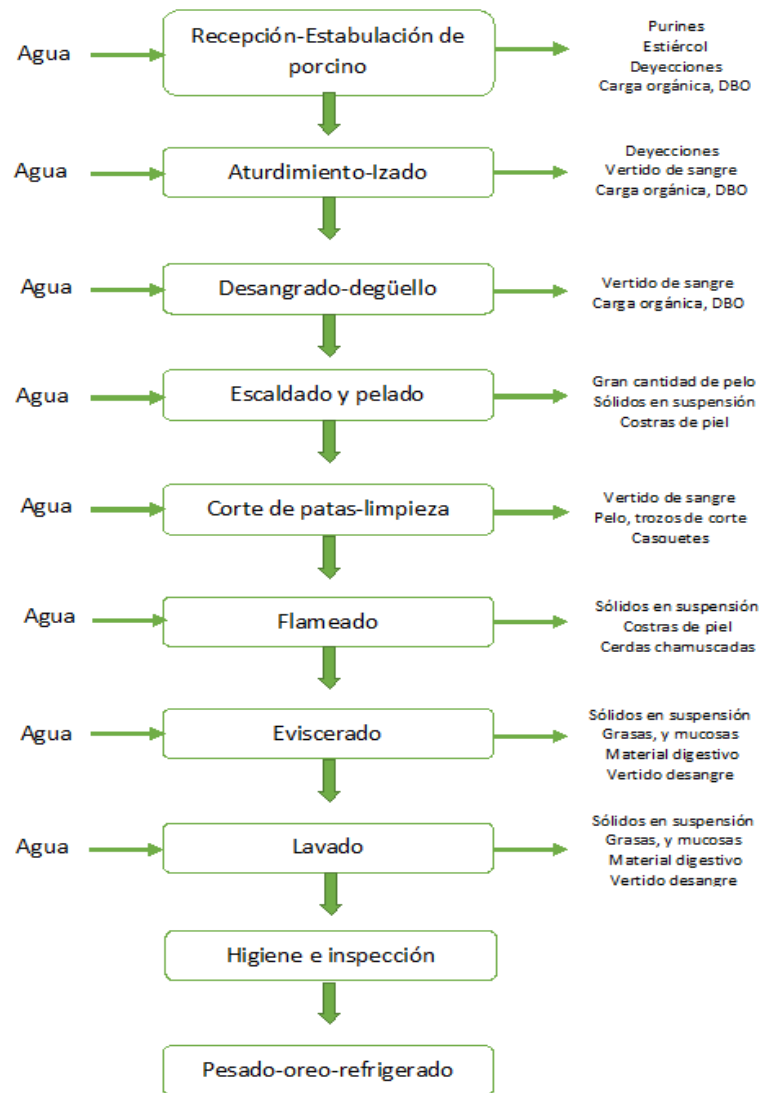 Agua
Recepción-Estabulación de
porcino
Purines
Estiércol
Deyecciones
Carga orgánica, DBO
Agua
Aturdimiento-Izado
Deyecciones
Vertido de sangre
Carga orgánica, DBO
Agua
Desangrado-degüello
Vertido de sangre
Carga orgánica, DBO
Agua
Escaldado y pelado
Gran cantidad de pelo
Sólidos en suspensión
Costras de piel
Agua
Corte de patas-limpieza
Vertido de sangre
Pelo, trozos de corte
Casquetes
Agua
Flameado
Sólidos en suspensión
Costras de piel
Cerdas chamuscadas
Agua
Eviscerado
Sólidos en suspensión
Grasas, y mucosas
Material digestivo
Vertido desangre
Agua
Lavado
Sólidos en suspensión
Grasas, y mucosas
Material digestivo
Vertido desangre
Higiene e inspección
Pesado-oreo-refrigerado